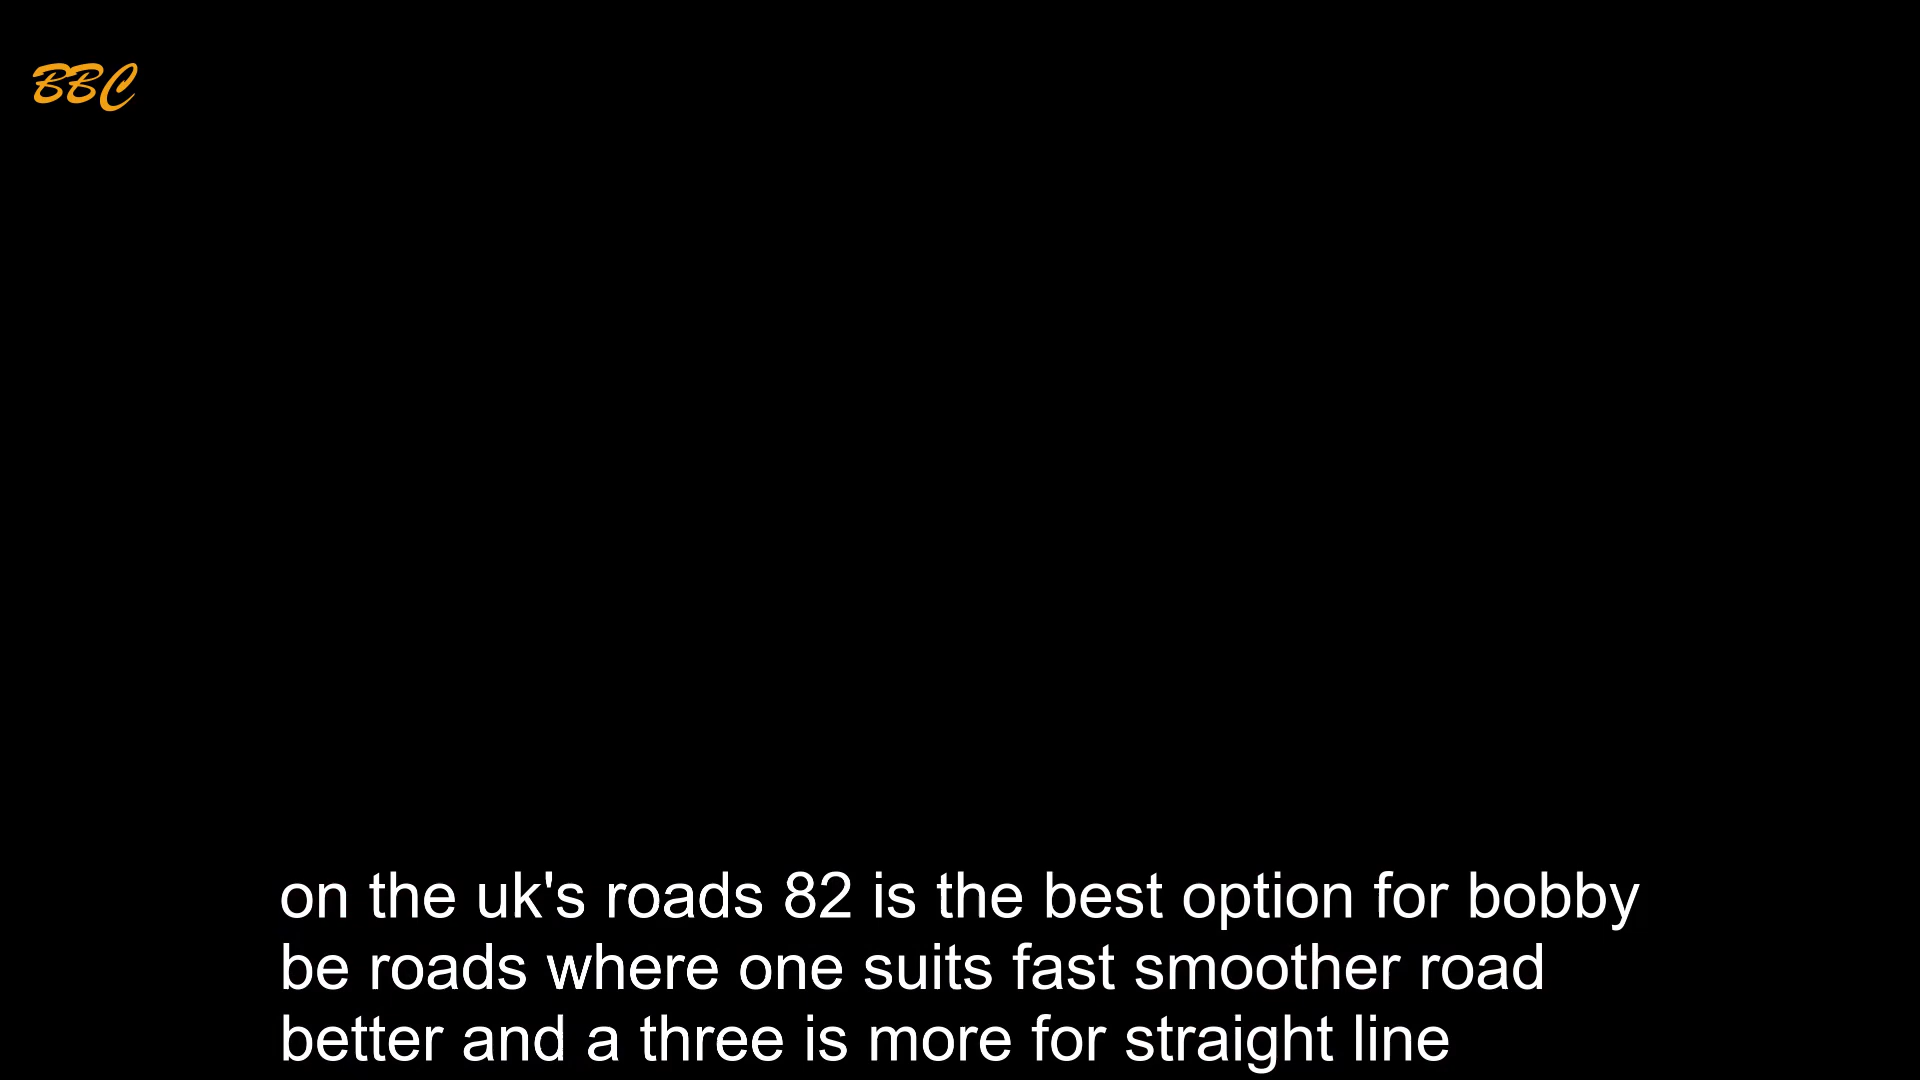 BBC
on the uk's roads 82 is the best option for bobby
be roads where one suits fast smoother road
better and a three is more for straight line